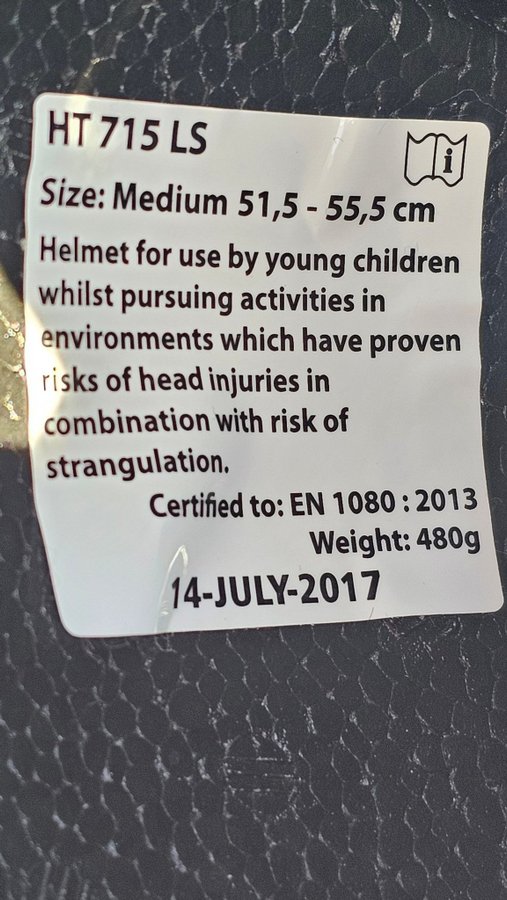 HT 715 LS
Size: Medium 51,5 - 55,5 cm
Helmet for use by young children
whilst pursuing activities in
environments which have proven
risks of head injuries in
combination with risk of
strangulation.
Certified to: EN 1080 : 2013
Weight: 480g
14-JULY-2017